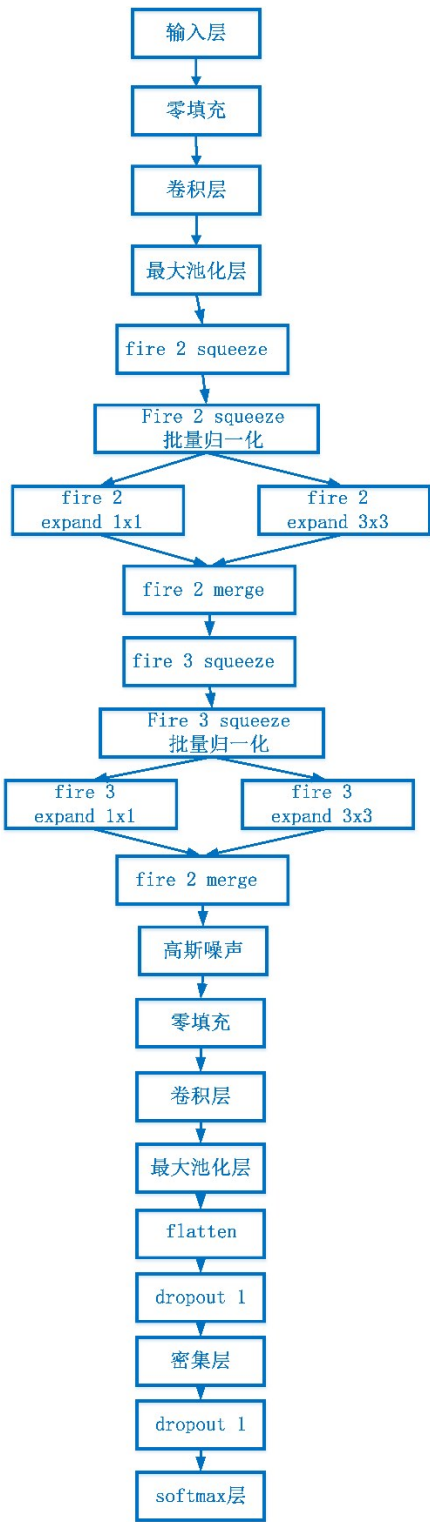 输入层
零填充
卷积层
最大池化层
fire 2 squeeze
Fire 2 squeeze
批量归一化
fire 2
expand 1x1
fire 2
expand 3x3
fire 2 merge
fire 3 squeeze
Fire 3 squeeze
批量归一化
fire 3
expand 1x1
fire 3
expand 3x3
fire 2 merge
高斯噪声
零填充
卷积层
最大池化层
flatten
dropout 1
密集层
dropout 1
softmax层